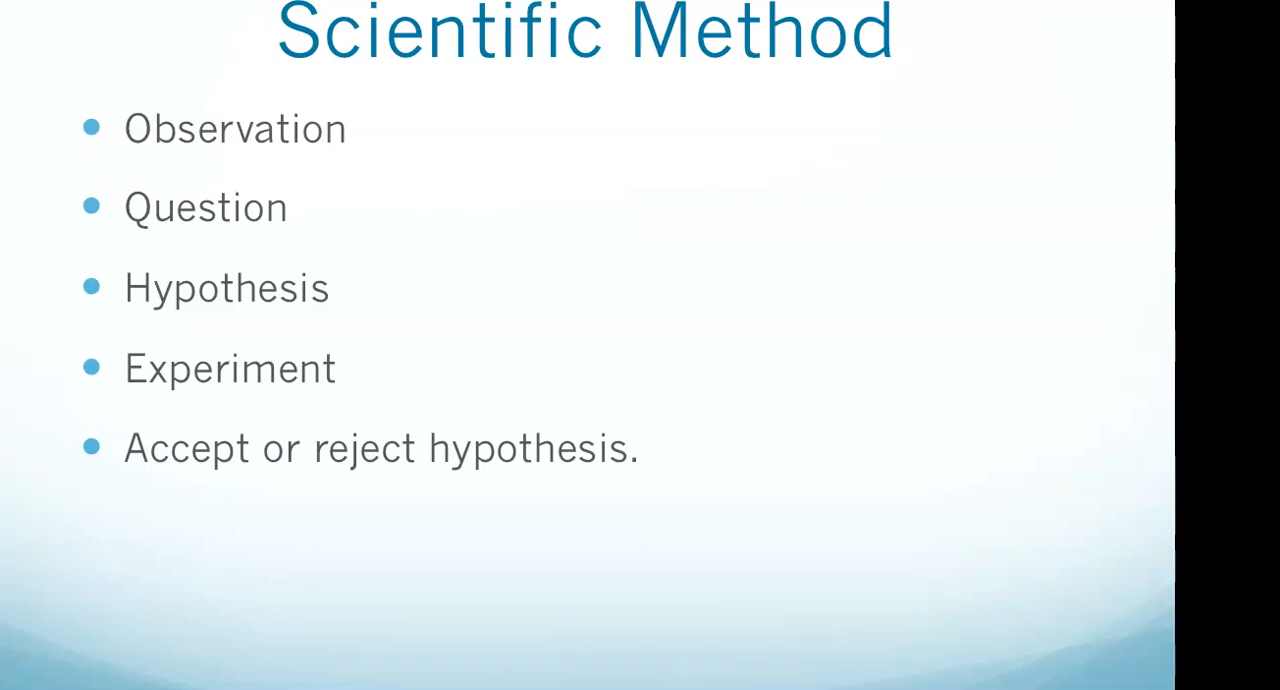 Scientific Method
Observation
Question
Hypothesis
Experiment
Accept or reject hypothesis.